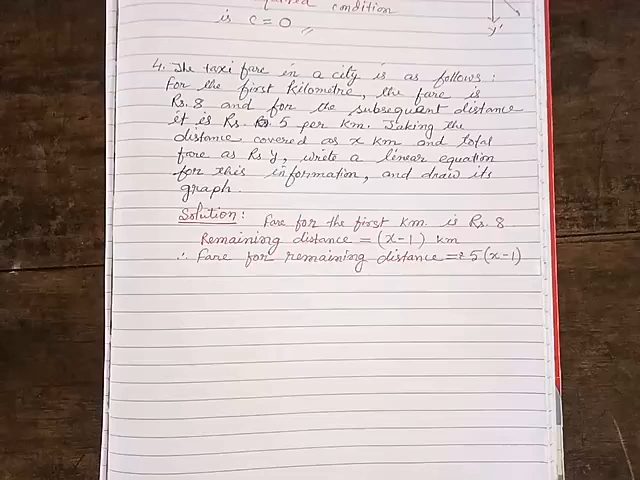 condition
is c = 0
y'
4. The taxi fare in a city is as follows:
For the first kilometre, the fare is
Rs. 8 and for the subsequent distance
it is Rs. 5 per km. Taking the
distance covered as x km and total
fare as Rs y, write a linear equation
for this information, and draw its
graph.
Solution: Fare for the first km. is Rs. 8
Remaining distance = (x-1) km
∴ Fare for remaining distance = 5(x-1)